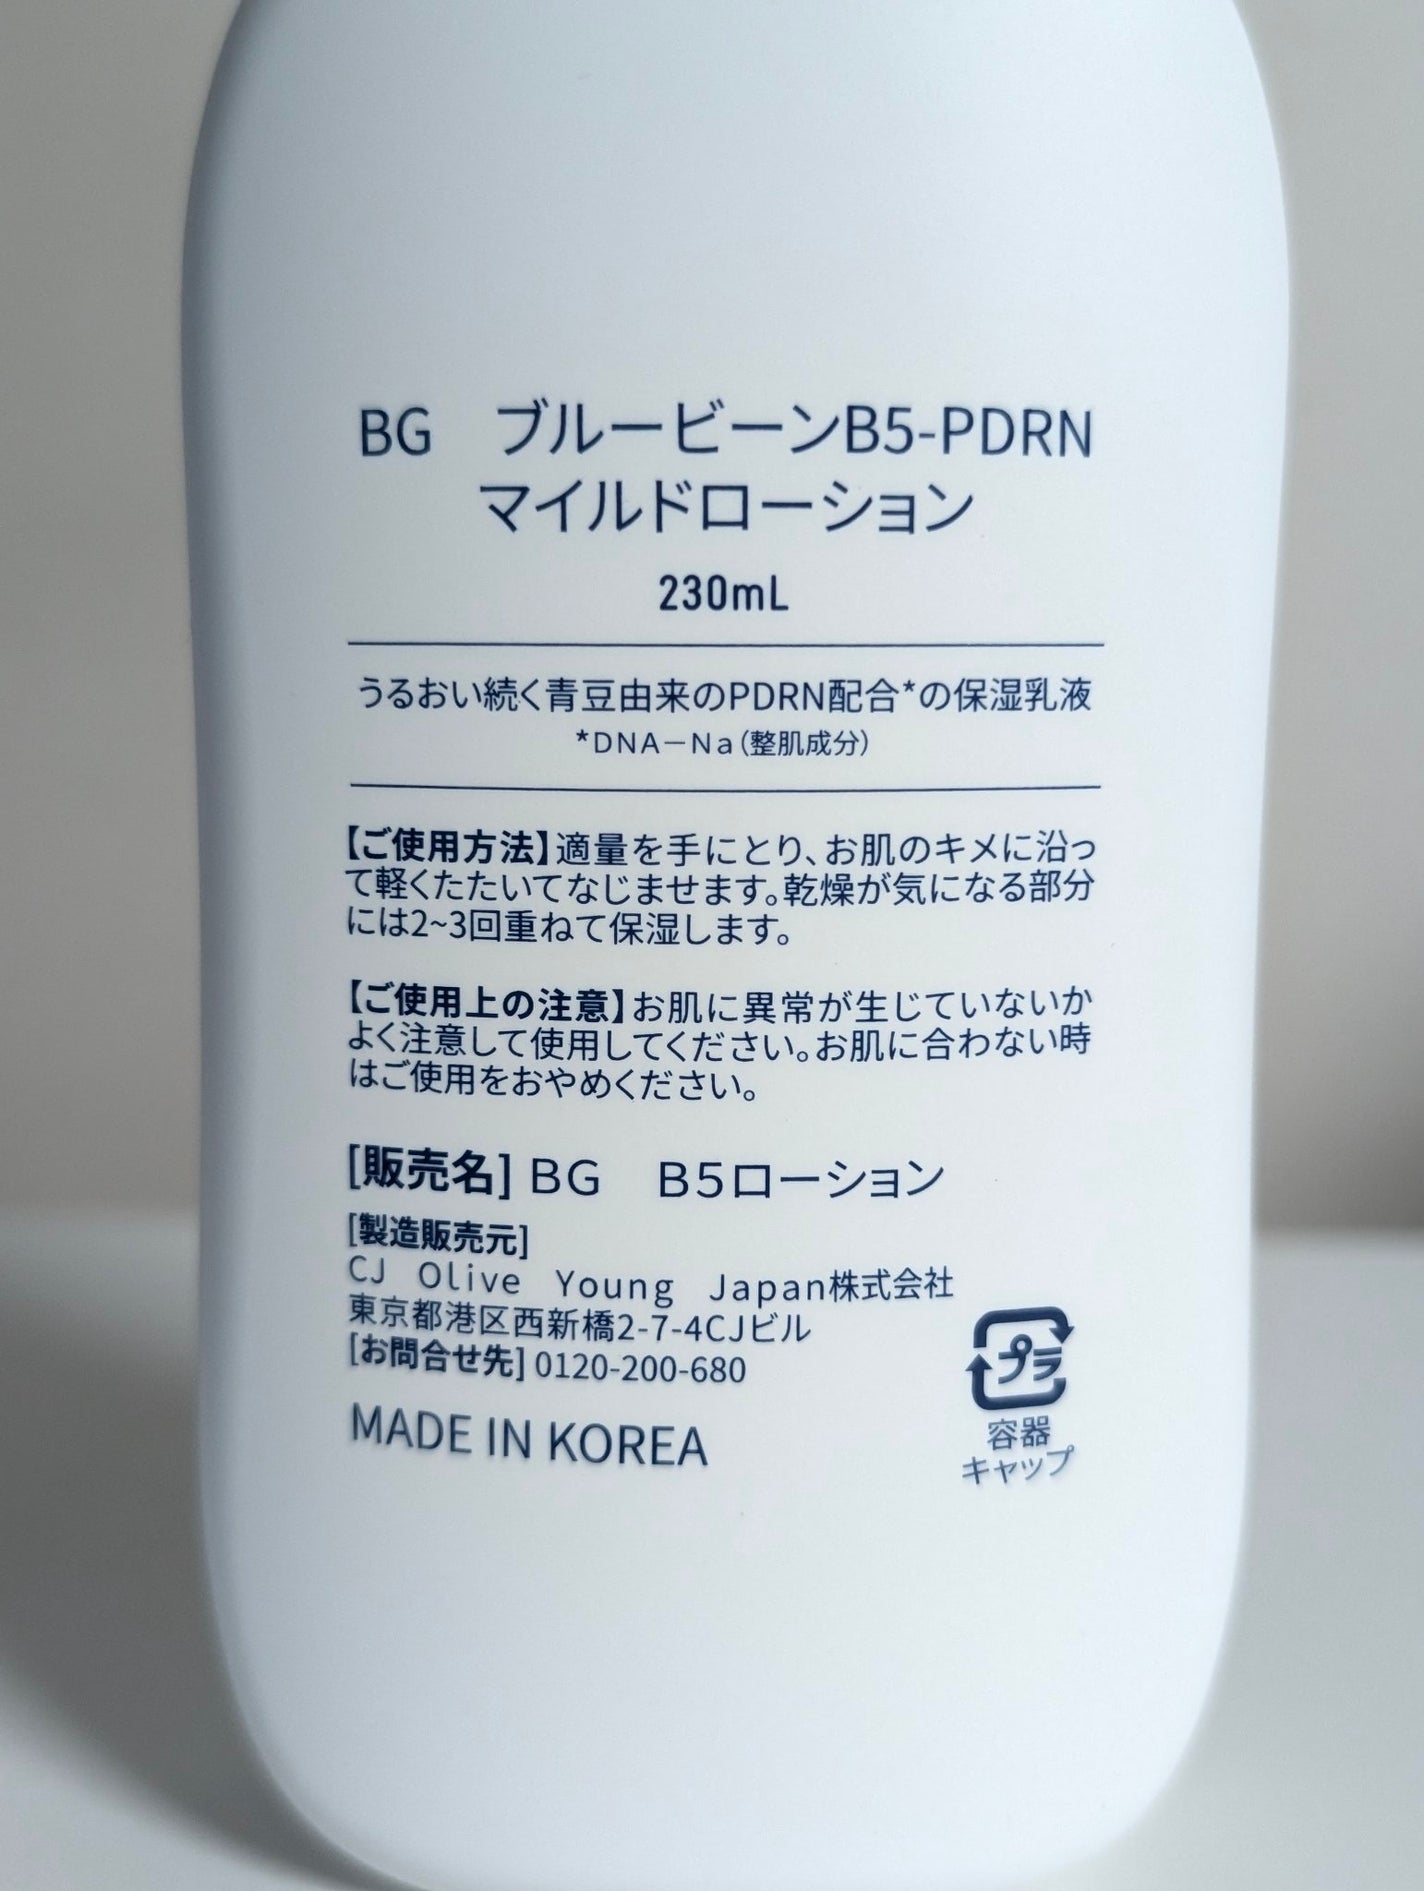 BG　ブルービーンB5-PDRN
マイルドローション
230mL
うるおい続く青豆由来のPDRN配合*の保湿乳液
*DNA－Na（整肌成分）
【ご使用方法】適量を手にとり、お肌のキメに沿っ
て軽くたたいてなじませます。乾燥が気になる部分
には2~3回重ねて保湿します。
【ご使用上の注意】お肌に異常が生じていないか
よく注意して使用してください。お肌に合わない時
はご使用をおやめください。
[販売名] BG　B5ローション
[製造販売元]
CJ　Olive　Young　Japan株式会社
東京都港区西新橋2-7-4CJビル
[お問合せ先] 0120-200-680
MADE IN KOREA
プラ
容器
キャップ